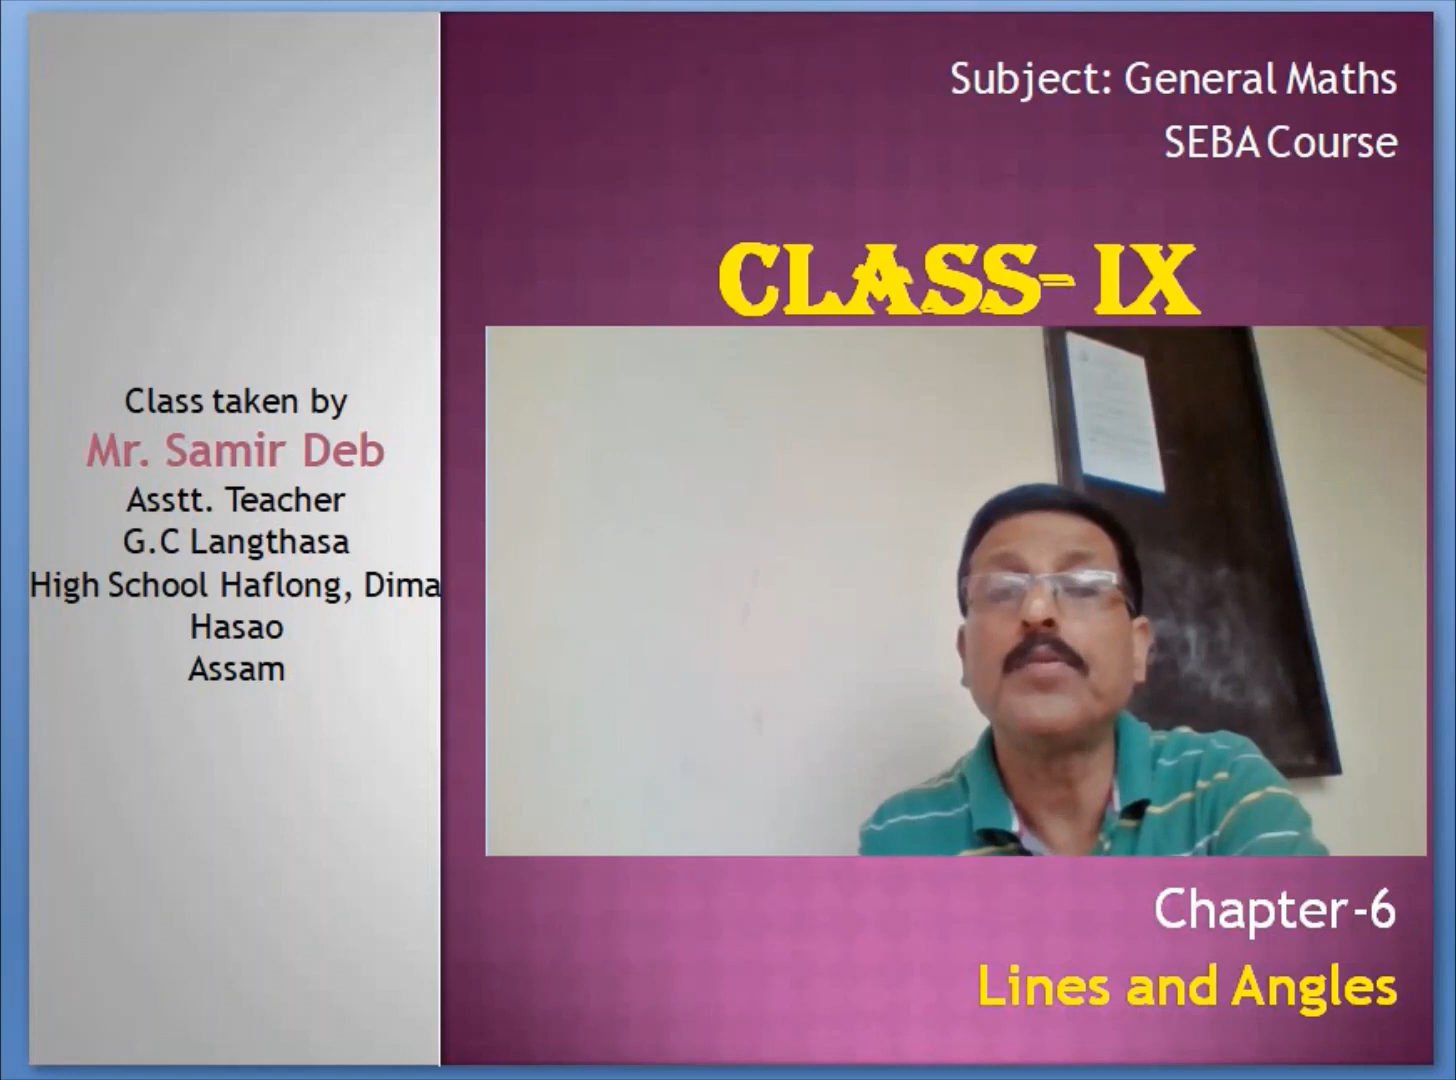 Subject: General Maths
SEBA Course
CLASS- IX
Class taken by
Mr. Samir Deb
Asstt. Teacher
G.C Langthasa
High School Haflong, Dima
Hasao
Assam
Chapter-6
Lines and Angles